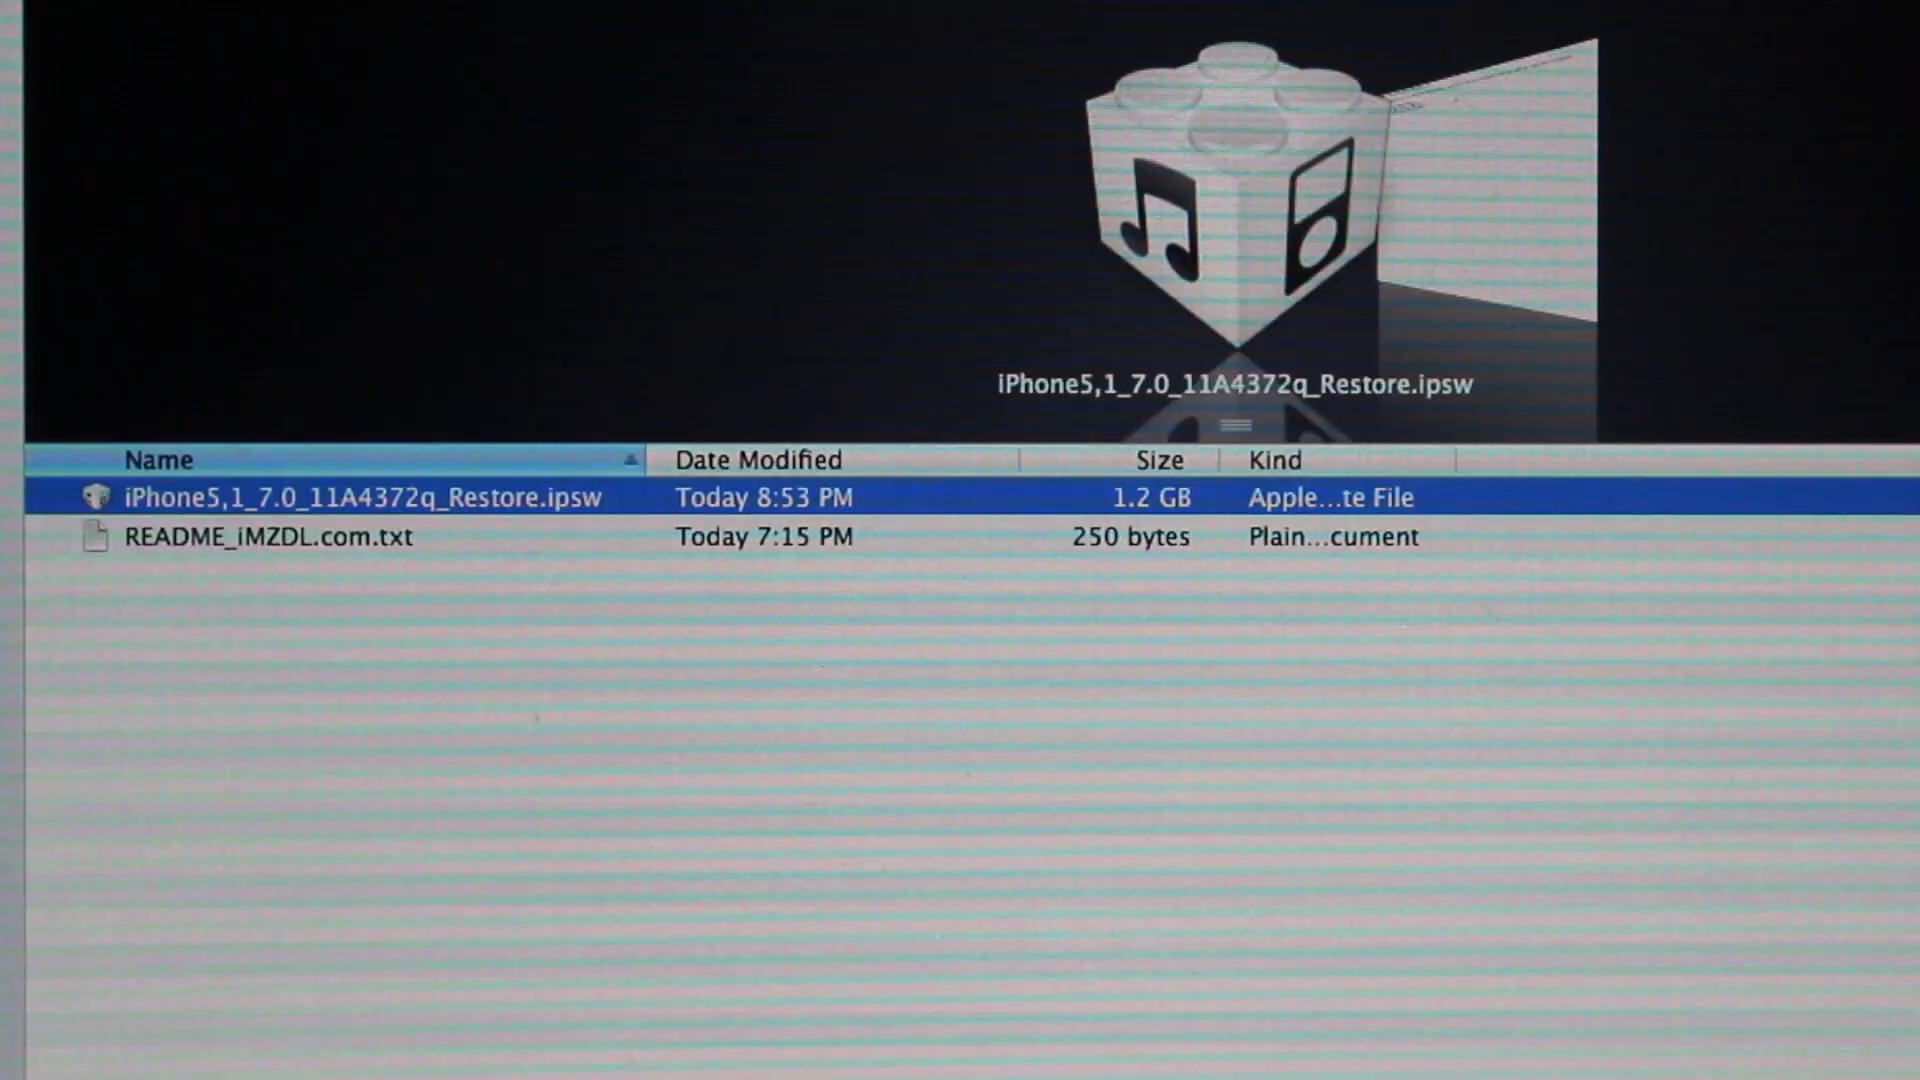 iPhone5,1_7.0_11A4372q_Restore.ipsw
Name Date Modified Size Kind
iPhone5,1_7.0_11A4372q_Restore.ipsw Today 8:53 PM 1.2 GB Apple...te File
README_iMZDL.com.txt Today 7:15 PM 250 bytes Plain...cument